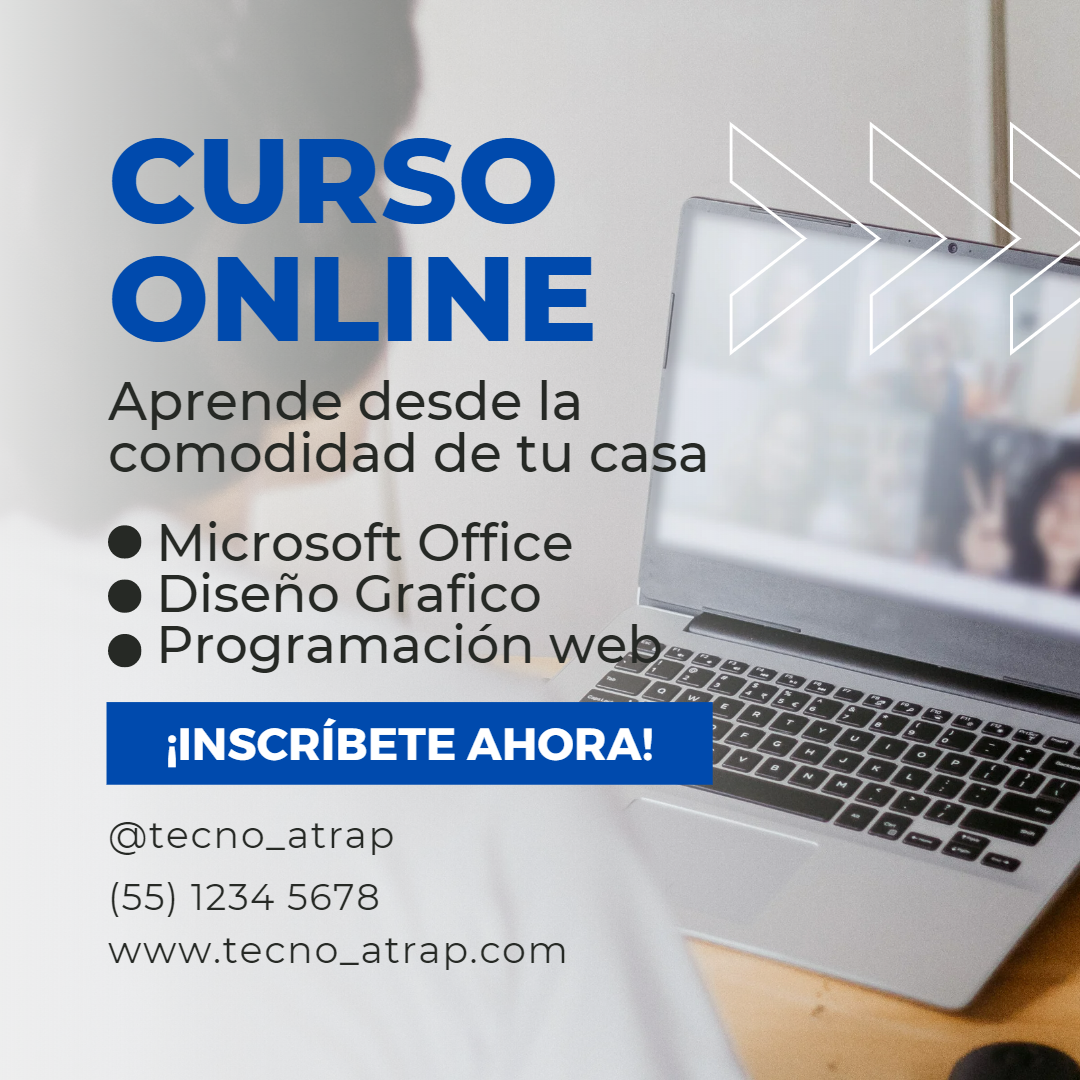 CURSO
ONLINE
Aprende desde la
comodidad de tu casa
● Microsoft Office
● Diseño Grafico
● Programación web
¡INSCRÍBETE AHORA!
@tecno_atrap
(55) 1234 5678
www.tecno_atrap.com